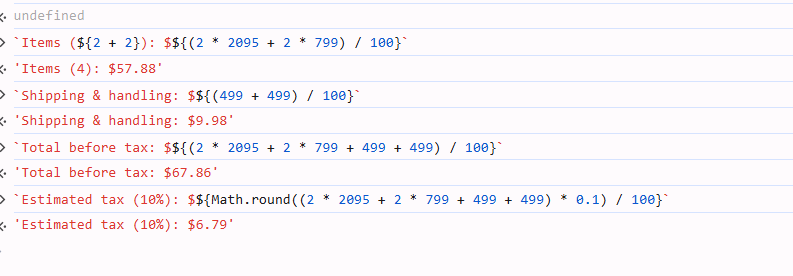 undefined
`Items (${2 + 2}): $${(2 * 2095 + 2 * 799) / 100}`
'Items (4): $57.88'
`Shipping & handling: $${(499 + 499) / 100}`
'Shipping & handling: $9.98'
`Total before tax: $${(2 * 2095 + 2 * 799 + 499 + 499) / 100}`
'Total before tax: $67.86'
`Estimated tax (10%): $${Math.round((2 * 2095 + 2 * 799 + 499 + 499) * 0.1) / 100}`
'Estimated tax (10%): $6.79'